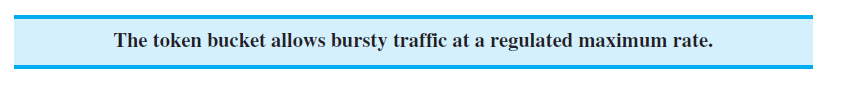 The token bucket allows bursty traffic at a regulated maximum rate.